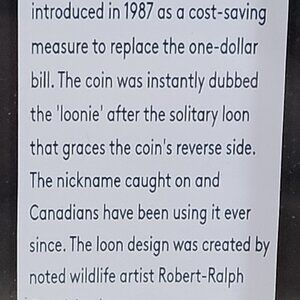 introduced in 1987 as a cost-saving
measure to replace the one-dollar
bill. The coin was instantly dubbed
the 'loonie' after the solitary loon
that graces the coin's reverse side.
The nickname caught on and
Canadians have been using it ever
since. The loon design was created by
noted wildlife artist Robert-Ralph